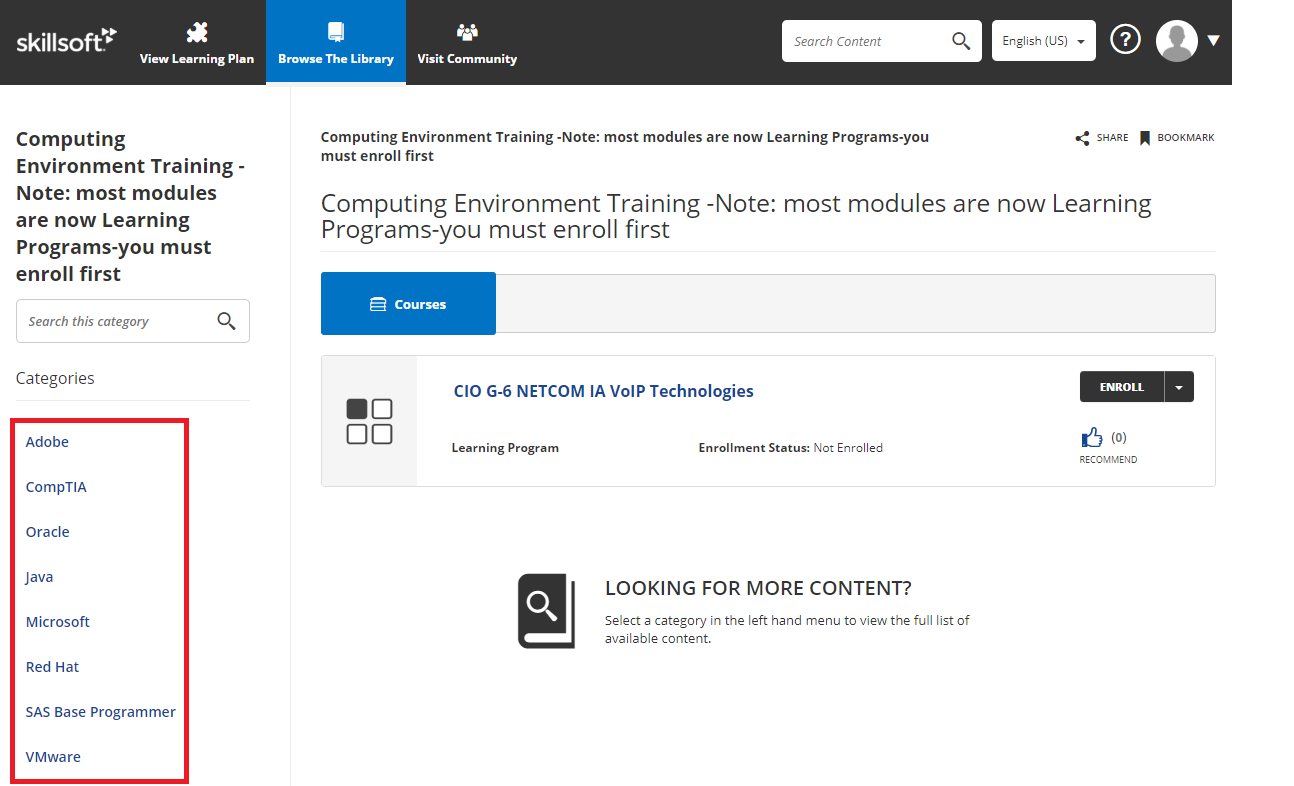 skillsoft
View Learning Plan
Browse The Library
Visit Community
Search Content
English (US)
?
Computing
Environment Training -
Note: most modules
are now Learning
Programs-you must
enroll first
Search this category
Categories
Adobe
CompTIA
Oracle
Java
Microsoft
Red Hat
SAS Base Programmer
VMware
Computing Environment Training -Note: most modules are now Learning Programs-you
must enroll first
SHARE
BOOKMARK
Computing Environment Training -Note: most modules are now Learning
Programs-you must enroll first
Courses
CIO G-6 NETCOM IA VoIP Technologies
ENROLL
Learning Program
Enrollment Status: Not Enrolled
(0)
RECOMMEND
LOOKING FOR MORE CONTENT?
Select a category in the left hand menu to view the full list of
available content.